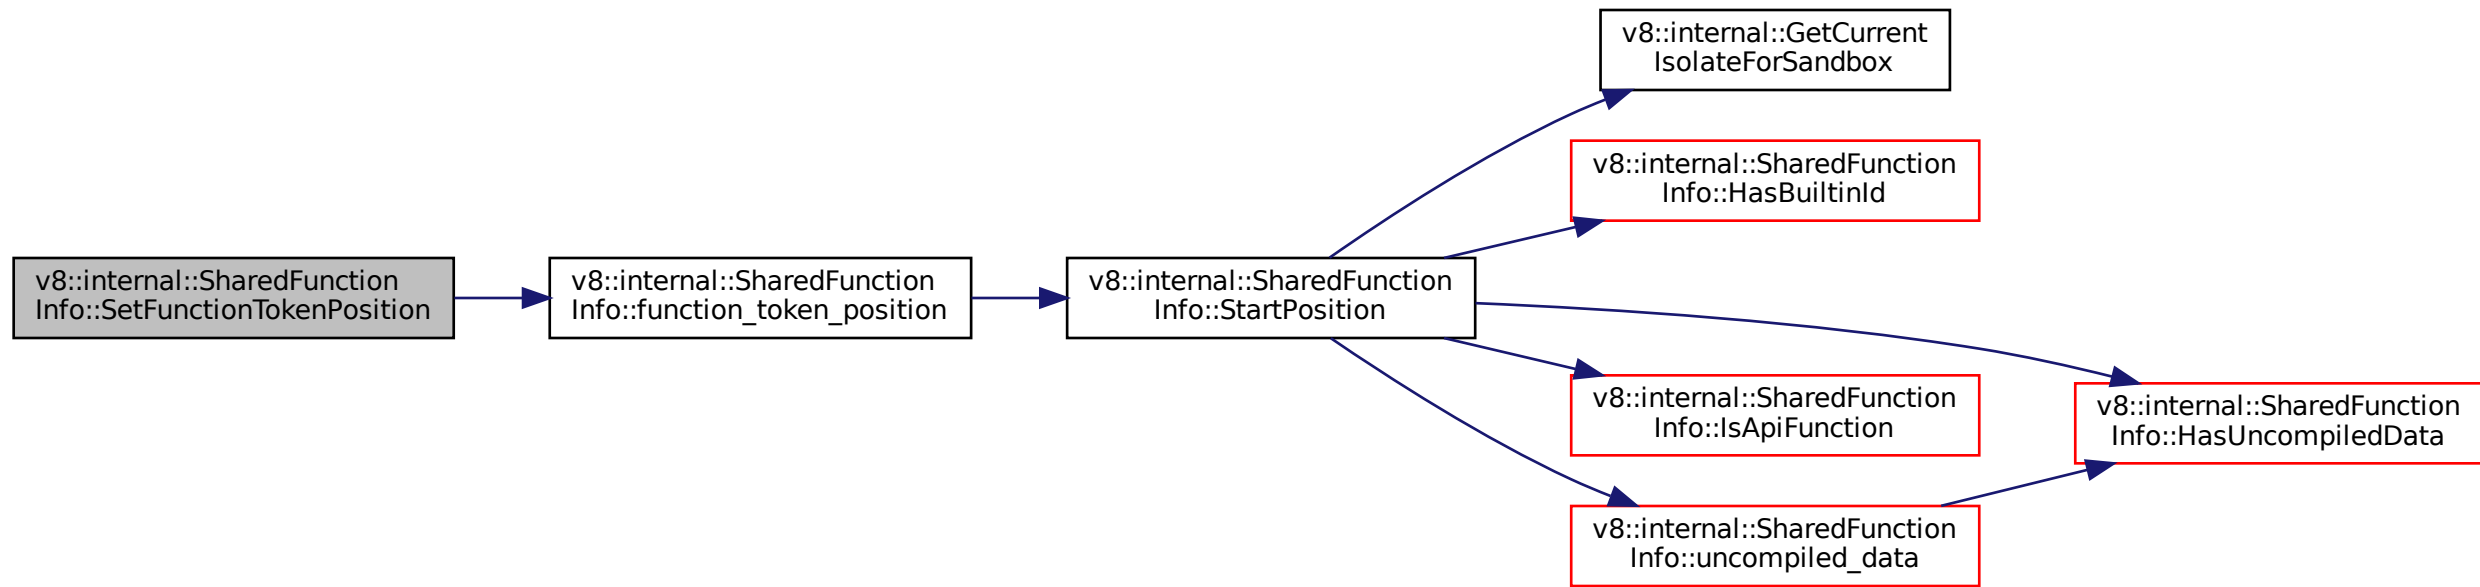 v8::internal::SharedFunction
Info::SetFunctionTokenPosition
v8::internal::SharedFunction
Info::function_token_position
v8::internal::SharedFunction
Info::StartPosition
v8::internal::GetCurrent
IsolateForSandbox
v8::internal::SharedFunction
Info::HasBuiltinId
v8::internal::SharedFunction
Info::IsApiFunction
v8::internal::SharedFunction
Info::uncompiled_data
v8::internal::SharedFunction
Info::HasUncompiledData